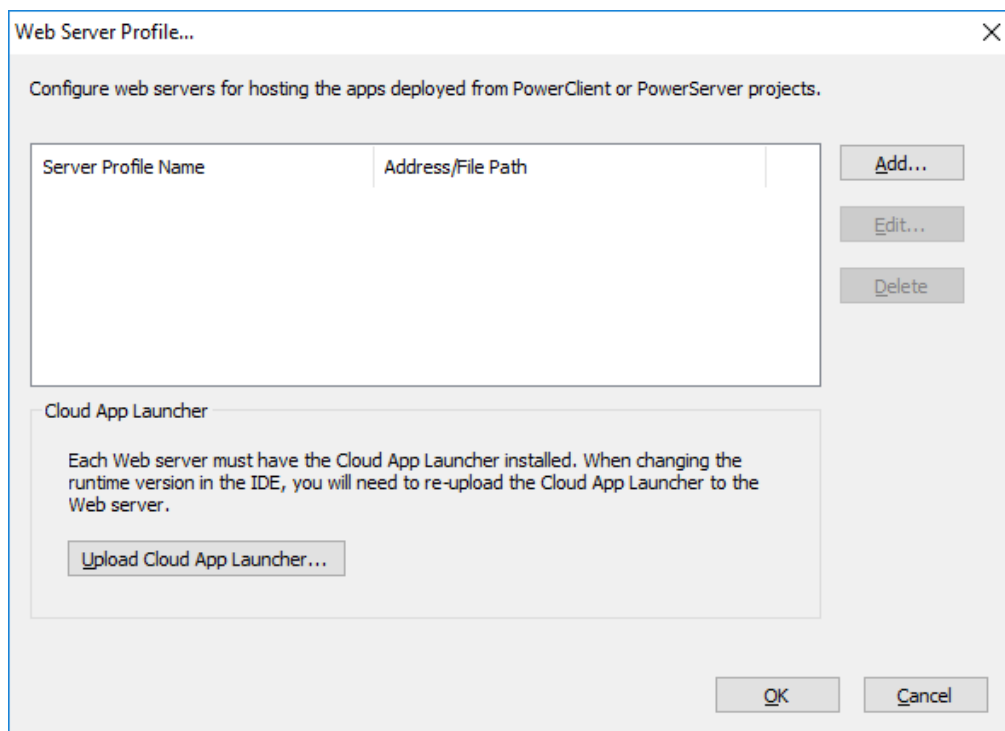 Web Server Profile...
Configure web servers for hosting the apps deployed from PowerClient or PowerServer projects.
Server Profile Name Address/File Path
Add...
Edit...
Delete
Cloud App Launcher
Each Web server must have the Cloud App Launcher installed. When changing the
runtime version in the IDE, you will need to re-upload the Cloud App Launcher to the
Web server.
Upload Cloud App Launcher...
OK Cancel